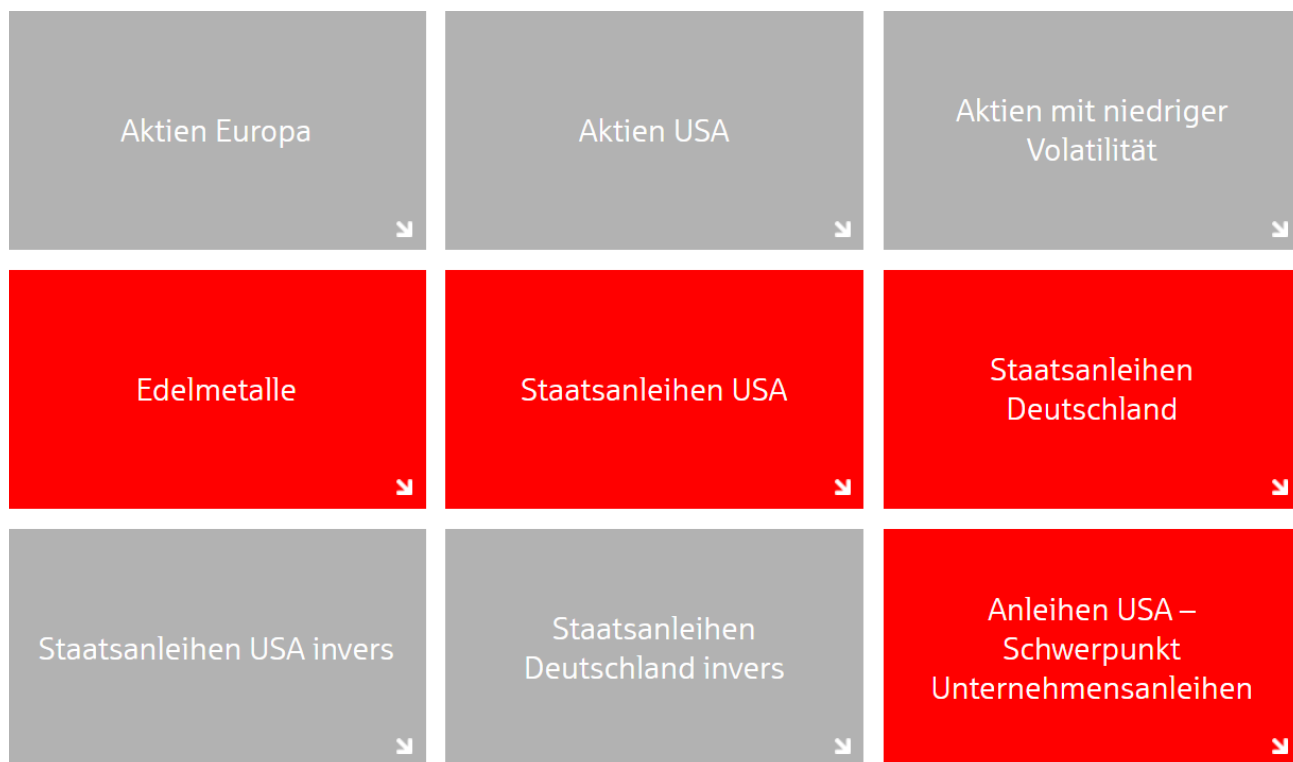 Aktien Europa
Aktien USA
Aktien mit niedriger
Volatilität
Edelmetalle
Staatsanleihen USA
Staatsanleihen
Deutschland
Staatsanleihen USA invers
Staatsanleihen
Deutschland invers
Anleihen USA –
Schwerpunkt
Unternehmensanleihen